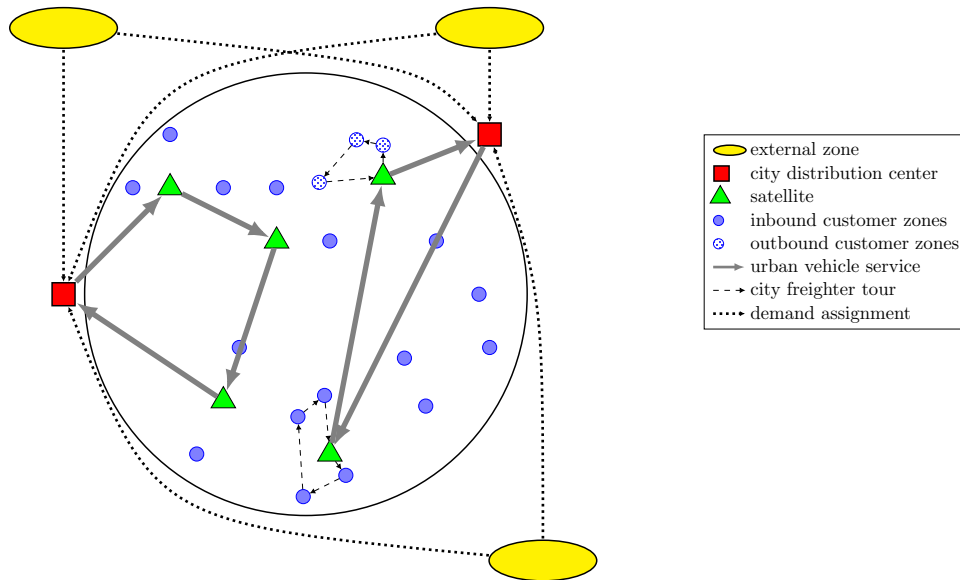 external zone
city distribution center
satellite
inbound customer zones
outbound customer zones
urban vehicle service
city freighter tour
demand assignment